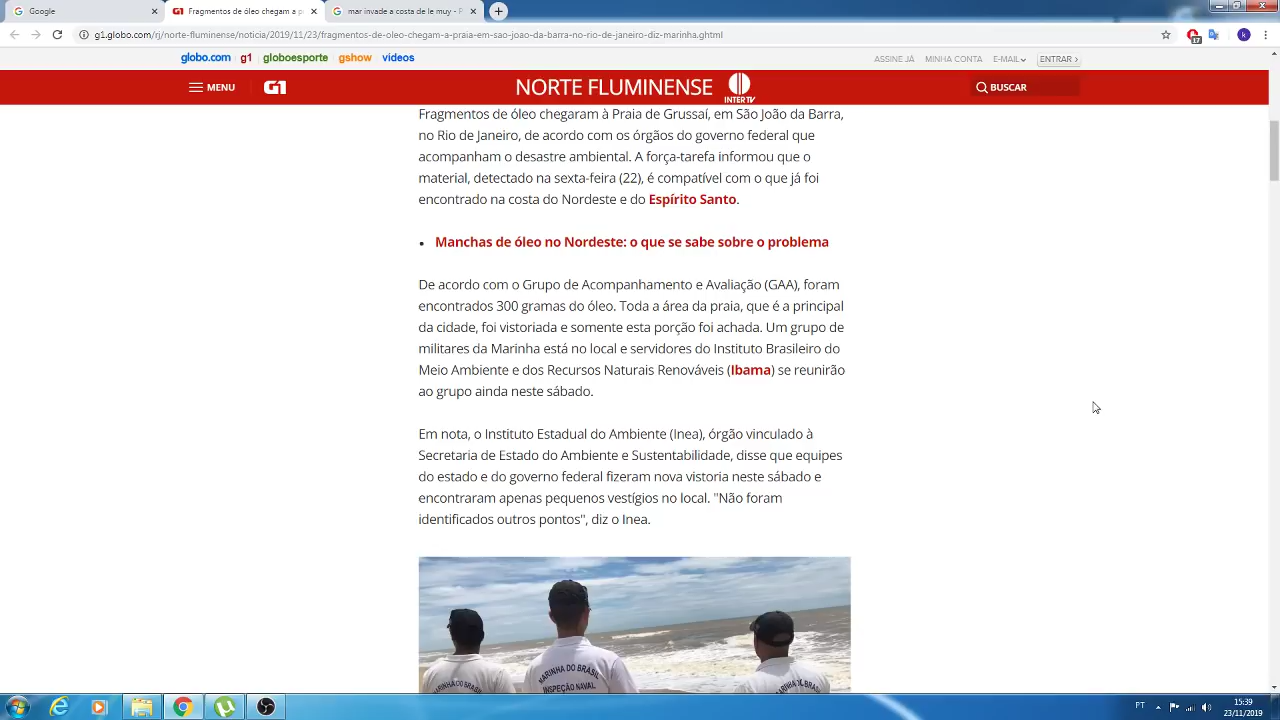 Google
Fragmentos de óleo chegam a p
mar invade a costa de le muy - P
g1.globo.com/rj/norte-fluminense/noticia/2019/11/23/fragmentos-de-oleo-chegam-a-praia-em-sao-joao-da-barra-no-rio-de-janeiro-diz-marinha.ghtml
17
k
globo.com g1 globoesporte gshow videos
ASSINE JÁ MINHA CONTA E-MAIL ENTRAR ›
MENU G1 NORTE FLUMINENSE INTERTV BUSCAR
Fragmentos de óleo chegaram à Praia de Grussaí, em São João da Barra,
no Rio de Janeiro, de acordo com os órgãos do governo federal que
acompanham o desastre ambiental. A força-tarefa informou que o
material, detectado na sexta-feira (22), é compatível com o que já foi
encontrado na costa do Nordeste e do Espírito Santo.
• Manchas de óleo no Nordeste: o que se sabe sobre o problema
De acordo com o Grupo de Acompanhamento e Avaliação (GAA), foram
encontrados 300 gramas do óleo. Toda a área da praia, que é a principal
da cidade, foi vistoriada e somente esta porção foi achada. Um grupo de
militares da Marinha está no local e servidores do Instituto Brasileiro do
Meio Ambiente e dos Recursos Naturais Renováveis (Ibama) se reunirão
ao grupo ainda neste sábado.
Em nota, o Instituto Estadual do Ambiente (Inea), órgão vinculado à
Secretaria de Estado do Ambiente e Sustentabilidade, disse que equipes
do estado e do governo federal fizeram nova vistoria neste sábado e
encontraram apenas pequenos vestígios no local. "Não foram
identificados outros pontos", diz o Inea.
MARINHA DO BRASIL
MARINHA DO BRASIL
INSPEÇÃO NAVAL
MARINHA DO BRASIL
PT
15:39
23/11/2019